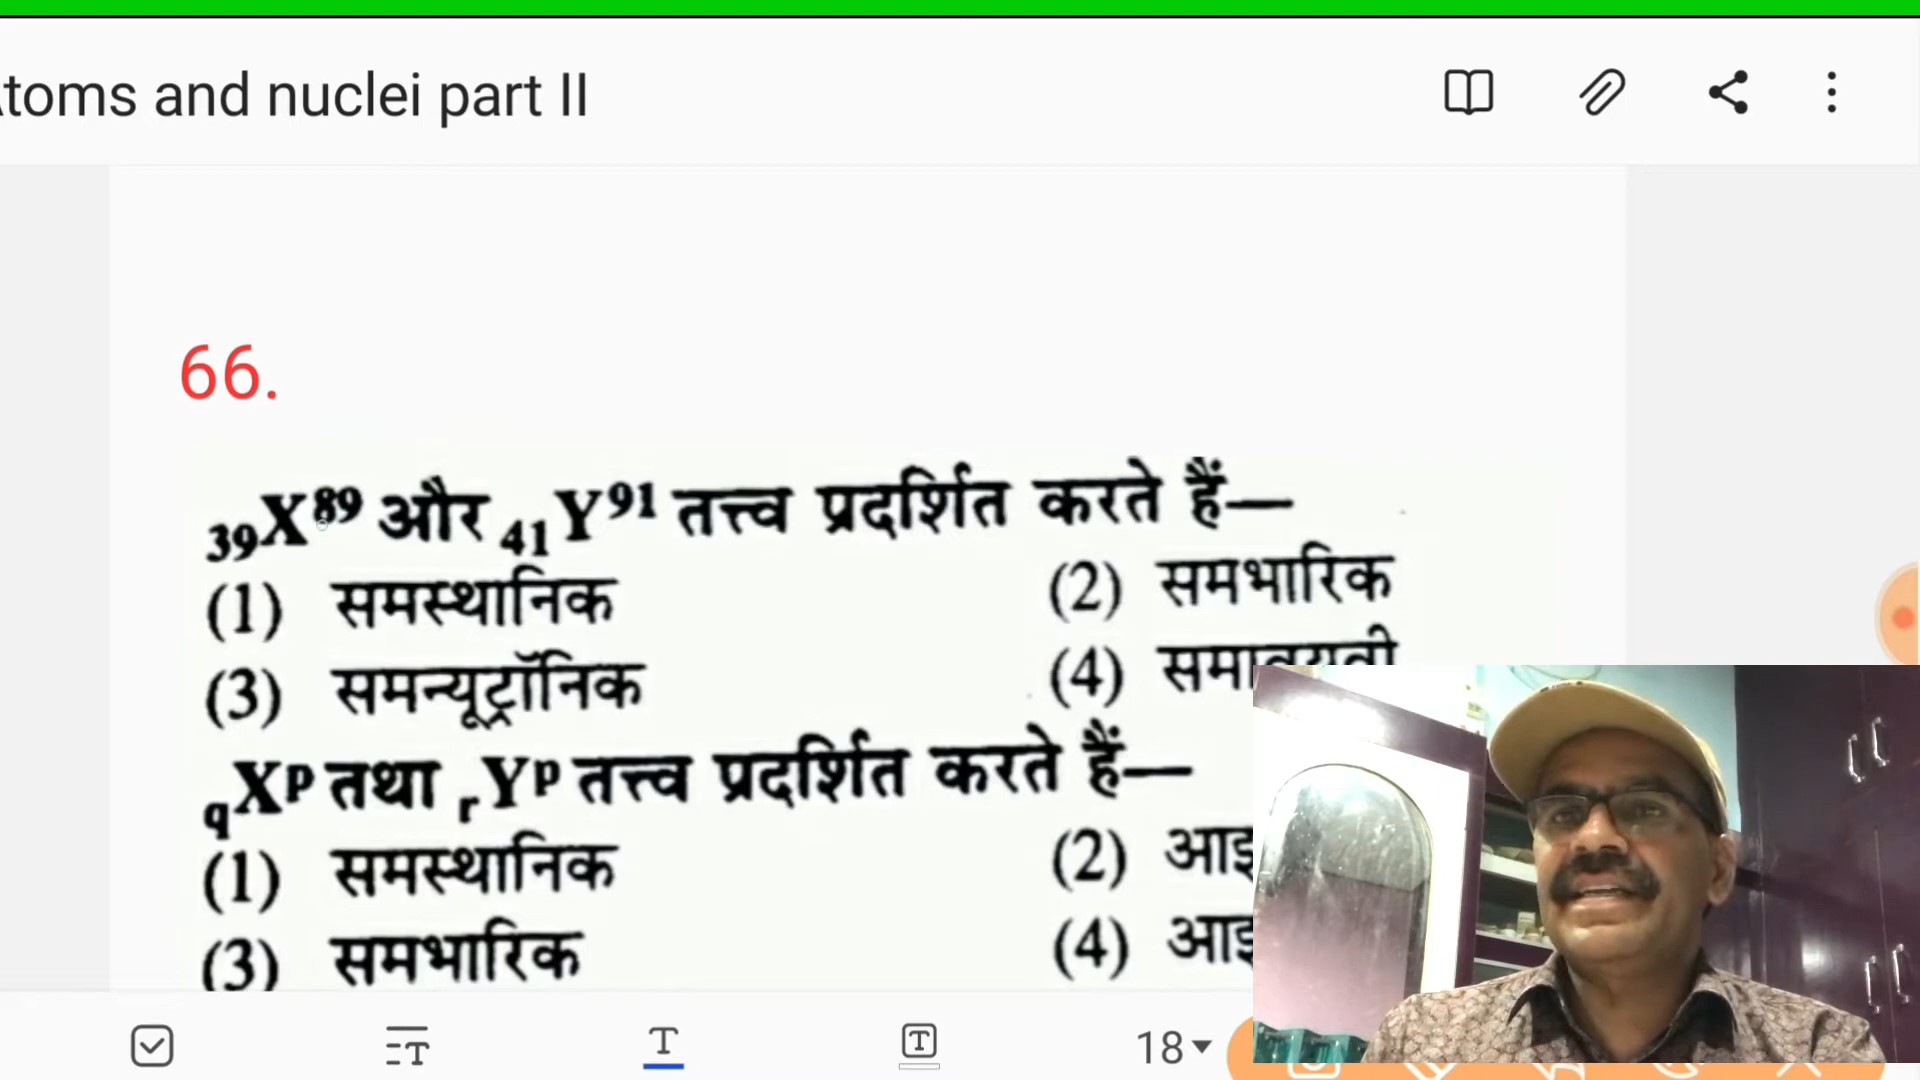 toms and nuclei part II
66.
₃₉X⁸⁹ और ₄₁Y⁹¹ तत्त्व प्रदर्शित करते हैं—
(1) समस्थानिक (2) समभारिक
(3) समन्यूट्रॉनिक (4)
qXᵖ तथा ᵣYᵖ तत्त्व प्रदर्शित करते हैं—
(1) समस्थानिक (2)
(3) समभारिक (4)
18